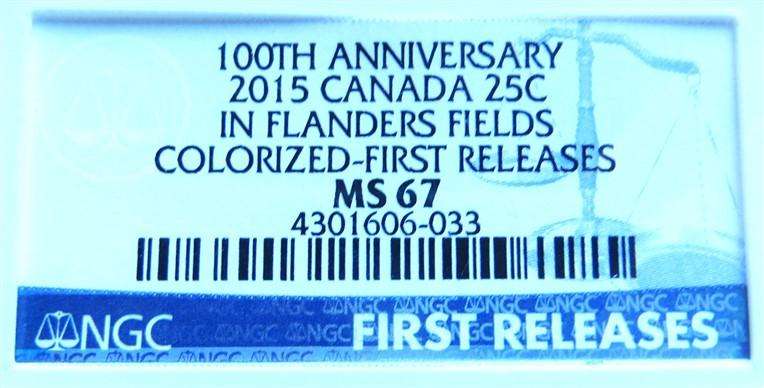 100TH ANNIVERSARY
2015 CANADA 25C
IN FLANDERS FIELDS
COLORIZED-FIRST RELEASES
MS 67
4301606-033
NGC FIRST RELEASES